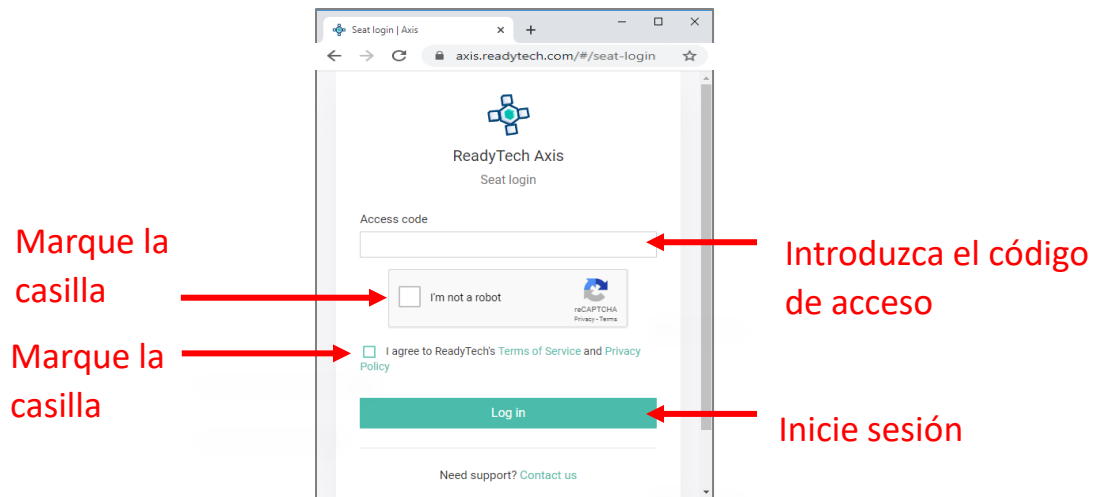 Seat login | Axis
axis.readytech.com/#/seat-login
ReadyTech Axis
Seat login
Access code
Marque la
casilla
Introduzca el código
de acceso
I'm not a robot
reCAPTCHA
Privacy - Terms
Marque la
casilla
I agree to ReadyTech's Terms of Service and Privacy
Policy
Log in
Inicie sesión
Need support? Contact us